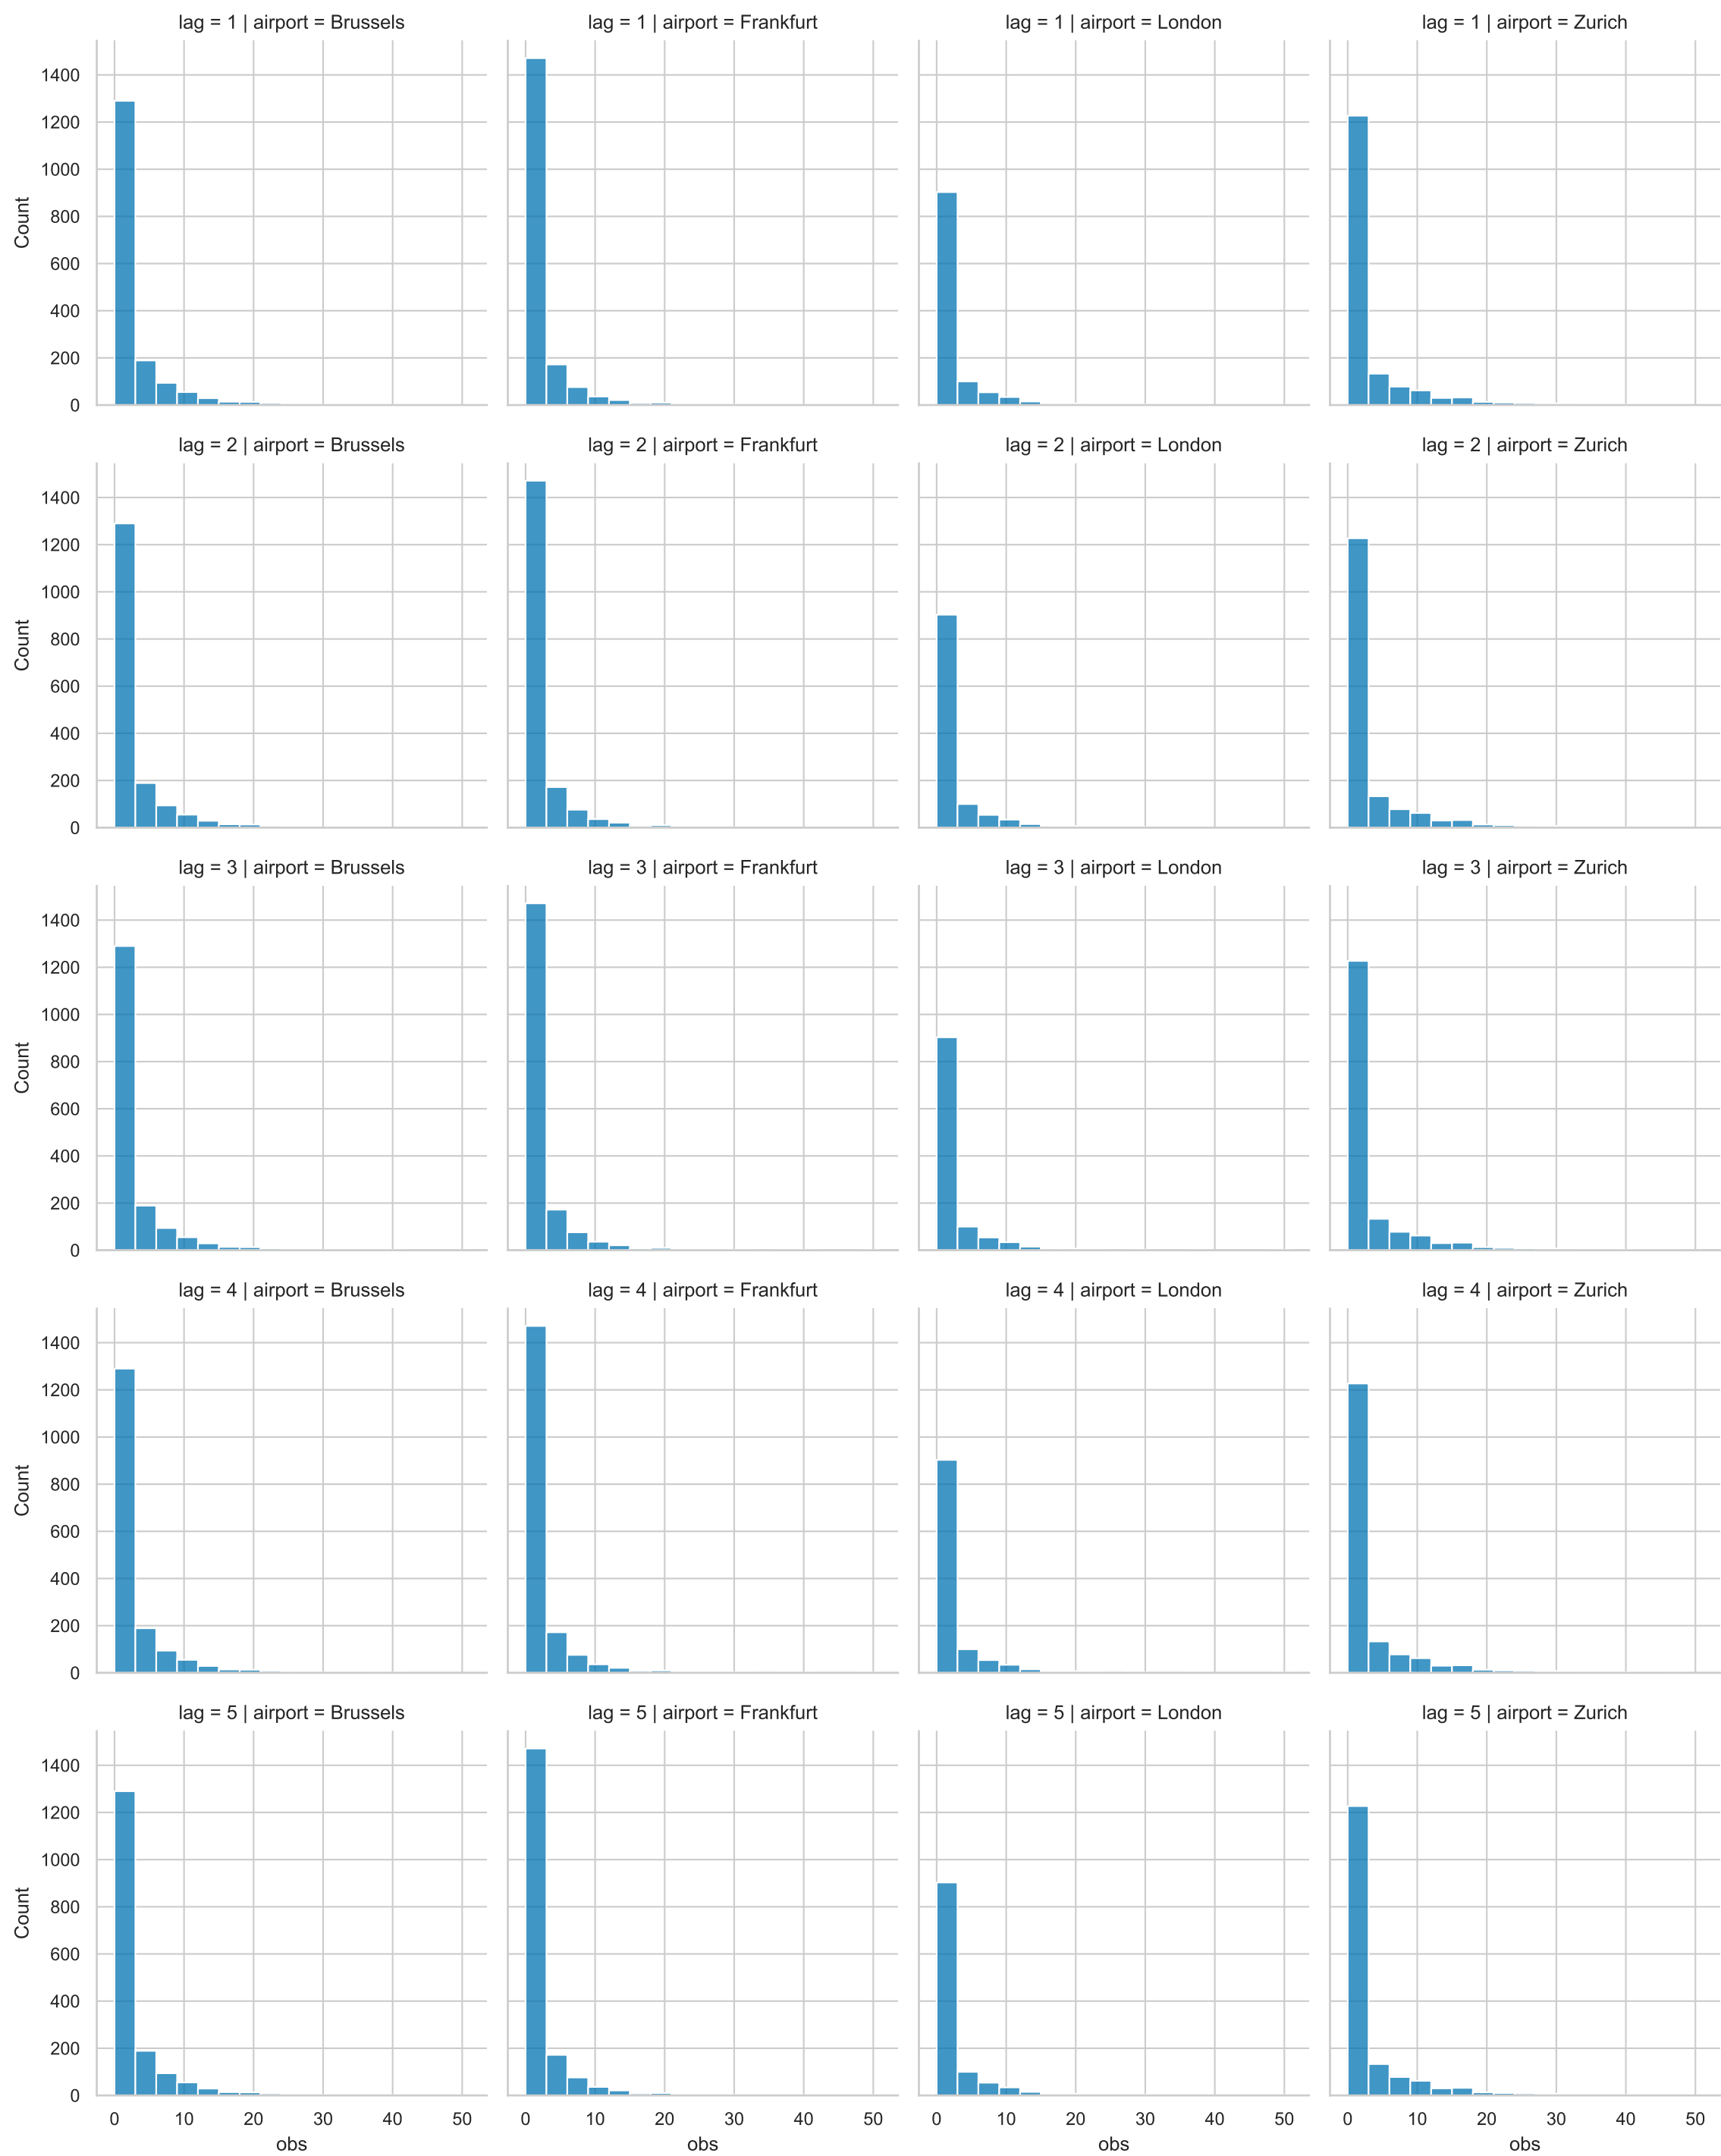 lag = 1 | airport = Brussels
lag = 1 | airport = Frankfurt
lag = 1 | airport = London
lag = 1 | airport = Zurich
1400
1200
1000
800
600
400
200
0
Count
lag = 2 | airport = Brussels
lag = 2 | airport = Frankfurt
lag = 2 | airport = London
lag = 2 | airport = Zurich
1400
1200
1000
800
600
400
200
0
Count
lag = 3 | airport = Brussels
lag = 3 | airport = Frankfurt
lag = 3 | airport = London
lag = 3 | airport = Zurich
1400
1200
1000
800
600
400
200
0
Count
lag = 4 | airport = Brussels
lag = 4 | airport = Frankfurt
lag = 4 | airport = London
lag = 4 | airport = Zurich
1400
1200
1000
800
600
400
200
0
Count
lag = 5 | airport = Brussels
lag = 5 | airport = Frankfurt
lag = 5 | airport = London
lag = 5 | airport = Zurich
1400
1200
1000
800
600
400
200
0
Count
0 10 20 30 40 50
0 10 20 30 40 50
0 10 20 30 40 50
0 10 20 30 40 50
obs
obs
obs
obs